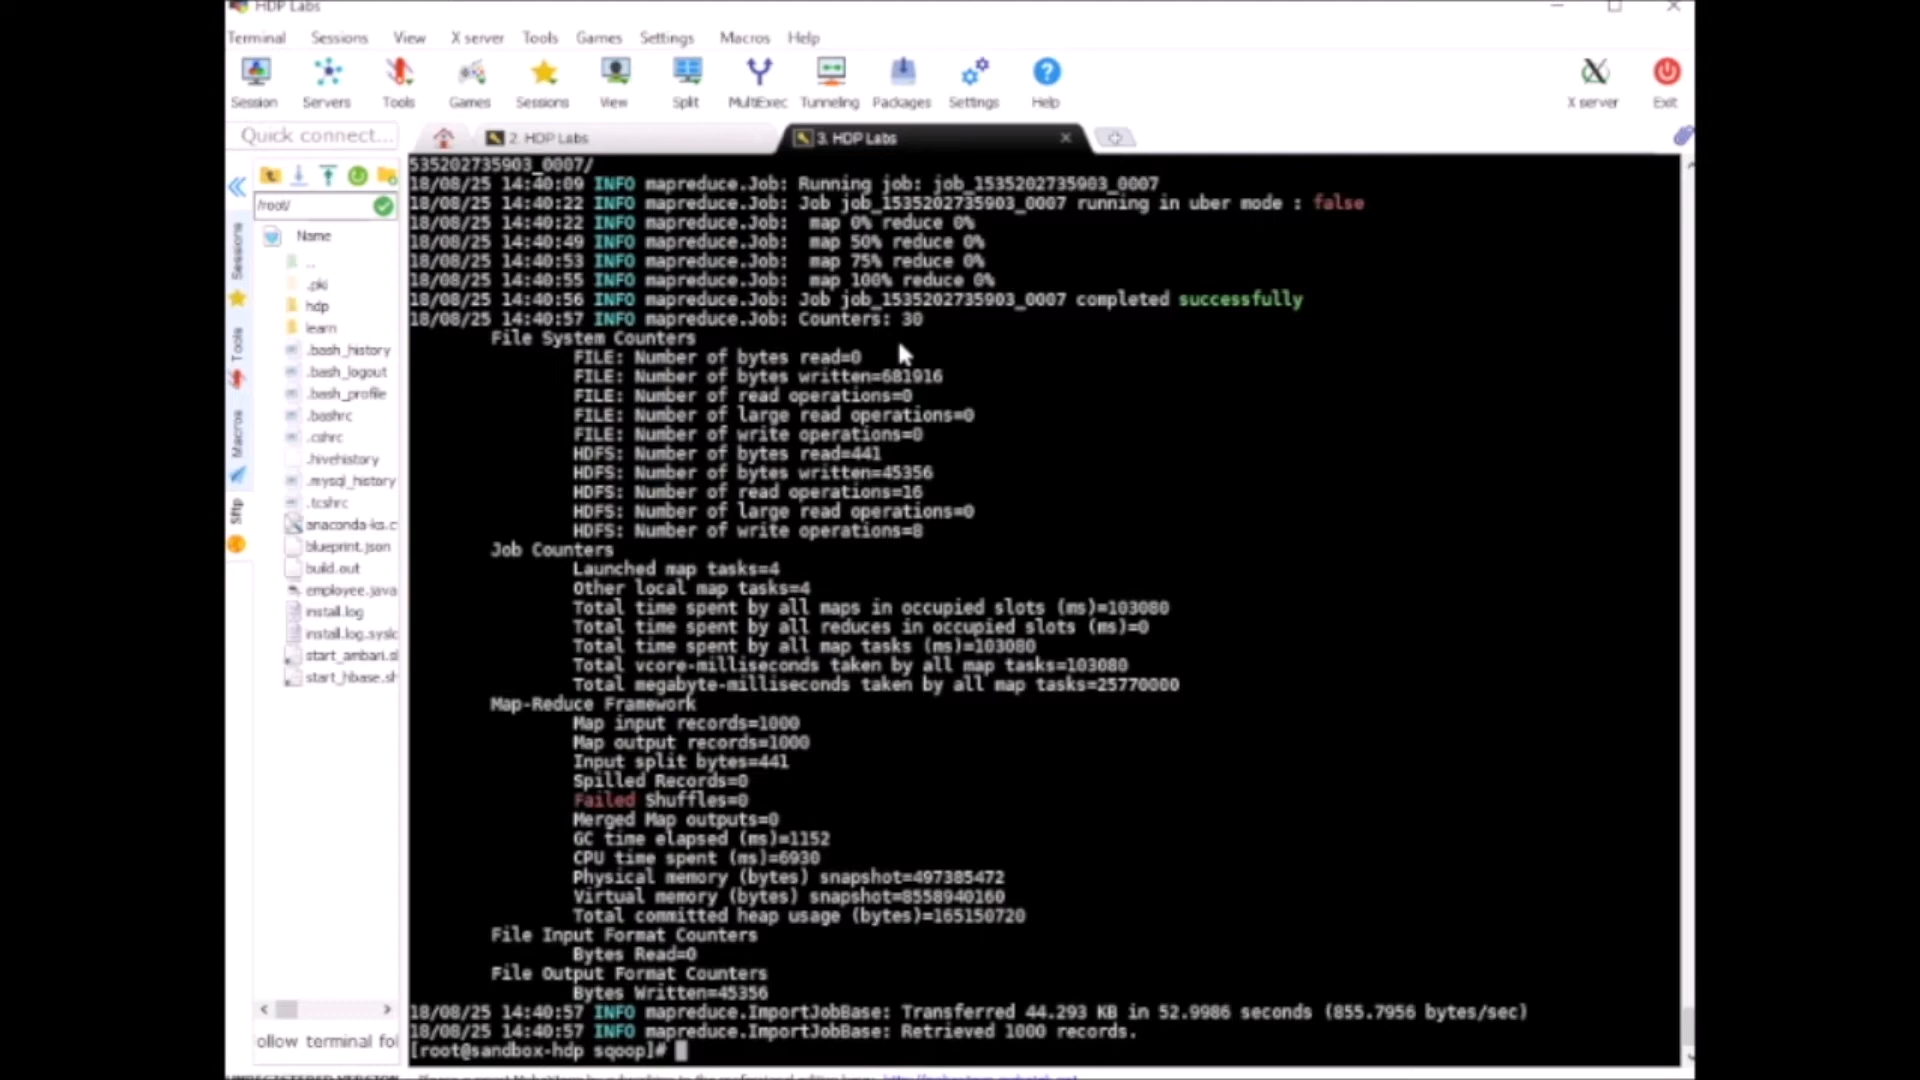 HDP Labs
Terminal Sessions View X server Tools Games Settings Macros Help
Session Servers Tools Games Sessions View Split MultiExec Tunneling Packages Settings Help X server Exit
Quick connect...
2. HDP Labs
3. HDP Labs
/root/
Name
..
.pki
hdp
learn
.bash_history
.bash_logout
.bash_profile
.bashrc
.cshrc
.hivehistory
.mysql_history
.tcshrc
anaconda-ks.c
blueprint.json
build.out
employee.java
install.log
install.log.syslo
start_ambari.s
start_hbase.sh
ollow terminal fol
Sessions
Tools
Macros
Sftp
535202735903_0007/
18/08/25 14:40:09 INFO mapreduce.Job: Running job: job_1535202735903_0007
18/08/25 14:40:22 INFO mapreduce.Job: Job job_1535202735903_0007 running in uber mode : false
18/08/25 14:40:22 INFO mapreduce.Job: map 0% reduce 0%
18/08/25 14:40:49 INFO mapreduce.Job: map 50% reduce 0%
18/08/25 14:40:53 INFO mapreduce.Job: map 75% reduce 0%
18/08/25 14:40:55 INFO mapreduce.Job: map 100% reduce 0%
18/08/25 14:40:56 INFO mapreduce.Job: Job job_1535202735903_0007 completed successfully
18/08/25 14:40:57 INFO mapreduce.Job: Counters: 30
File System Counters
FILE: Number of bytes read=0
FILE: Number of bytes written=681916
FILE: Number of read operations=0
FILE: Number of large read operations=0
FILE: Number of write operations=0
HDFS: Number of bytes read=441
HDFS: Number of bytes written=45356
HDFS: Number of read operations=16
HDFS: Number of large read operations=0
HDFS: Number of write operations=8
Job Counters
Launched map tasks=4
Other local map tasks=4
Total time spent by all maps in occupied slots (ms)=103080
Total time spent by all reduces in occupied slots (ms)=0
Total time spent by all map tasks (ms)=103080
Total vcore-milliseconds taken by all map tasks=103080
Total megabyte-milliseconds taken by all map tasks=25770000
Map-Reduce Framework
Map input records=1000
Map output records=1000
Input split bytes=441
Spilled Records=0
Failed Shuffles=0
Merged Map outputs=0
GC time elapsed (ms)=1152
CPU time spent (ms)=6930
Physical memory (bytes) snapshot=497385472
Virtual memory (bytes) snapshot=8558940160
Total committed heap usage (bytes)=165150720
File Input Format Counters
Bytes Read=0
File Output Format Counters
Bytes Written=45356
18/08/25 14:40:57 INFO mapreduce.ImportJobBase: Transferred 44.293 KB in 52.9986 seconds (855.7956 bytes/sec)
18/08/25 14:40:57 INFO mapreduce.ImportJobBase: Retrieved 1000 records.
[root@sandbox-hdp sqoop]#